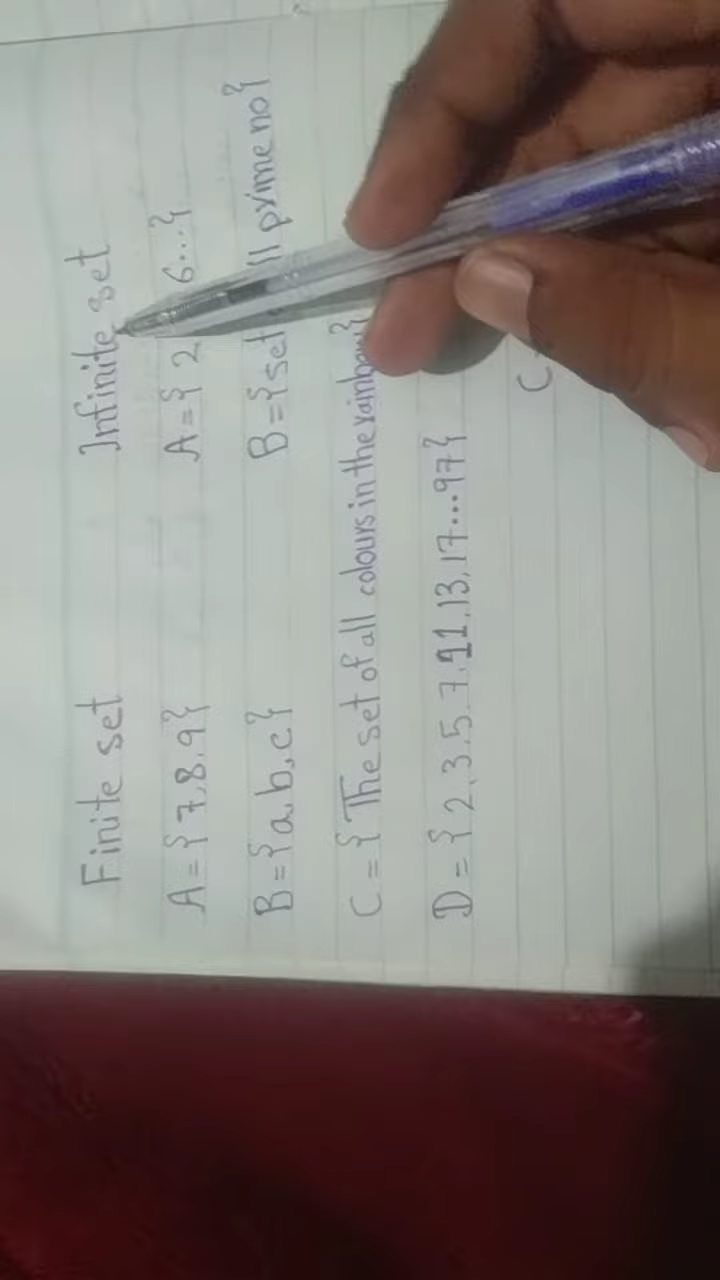 Finite set Infinite set
A = { 7, 8, 9 } A = { 2 6...}
B = {a, b, c} B = {set ll prime no}
C = { The set of all colours in the rainbow}
D = { 2, 3, 5, 7, 11, 13, 17...97}
C